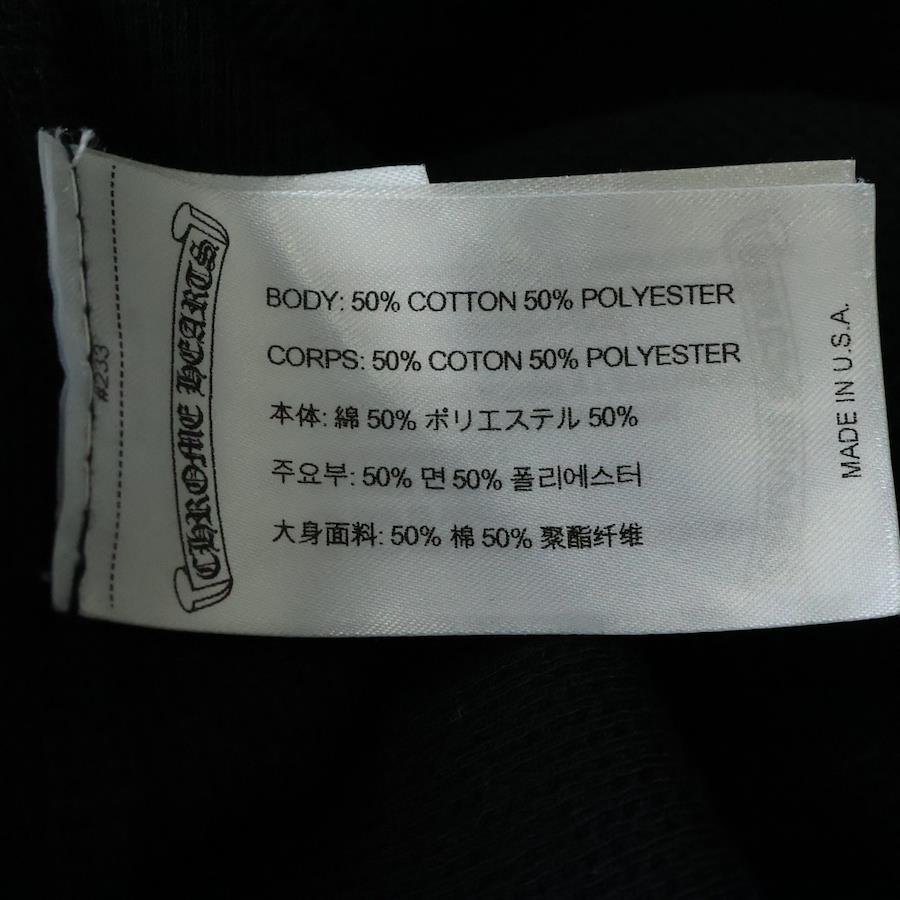 #233
CHROME HEARTS
BODY: 50% COTTON 50% POLYESTER
CORPS: 50% COTON 50% POLYESTER
本体: 綿 50% ポリエステル 50%
주요부: 50% 면 50% 폴리에스터
大身面料: 50% 棉 50% 聚酯纤维
MADE IN U.S.A.